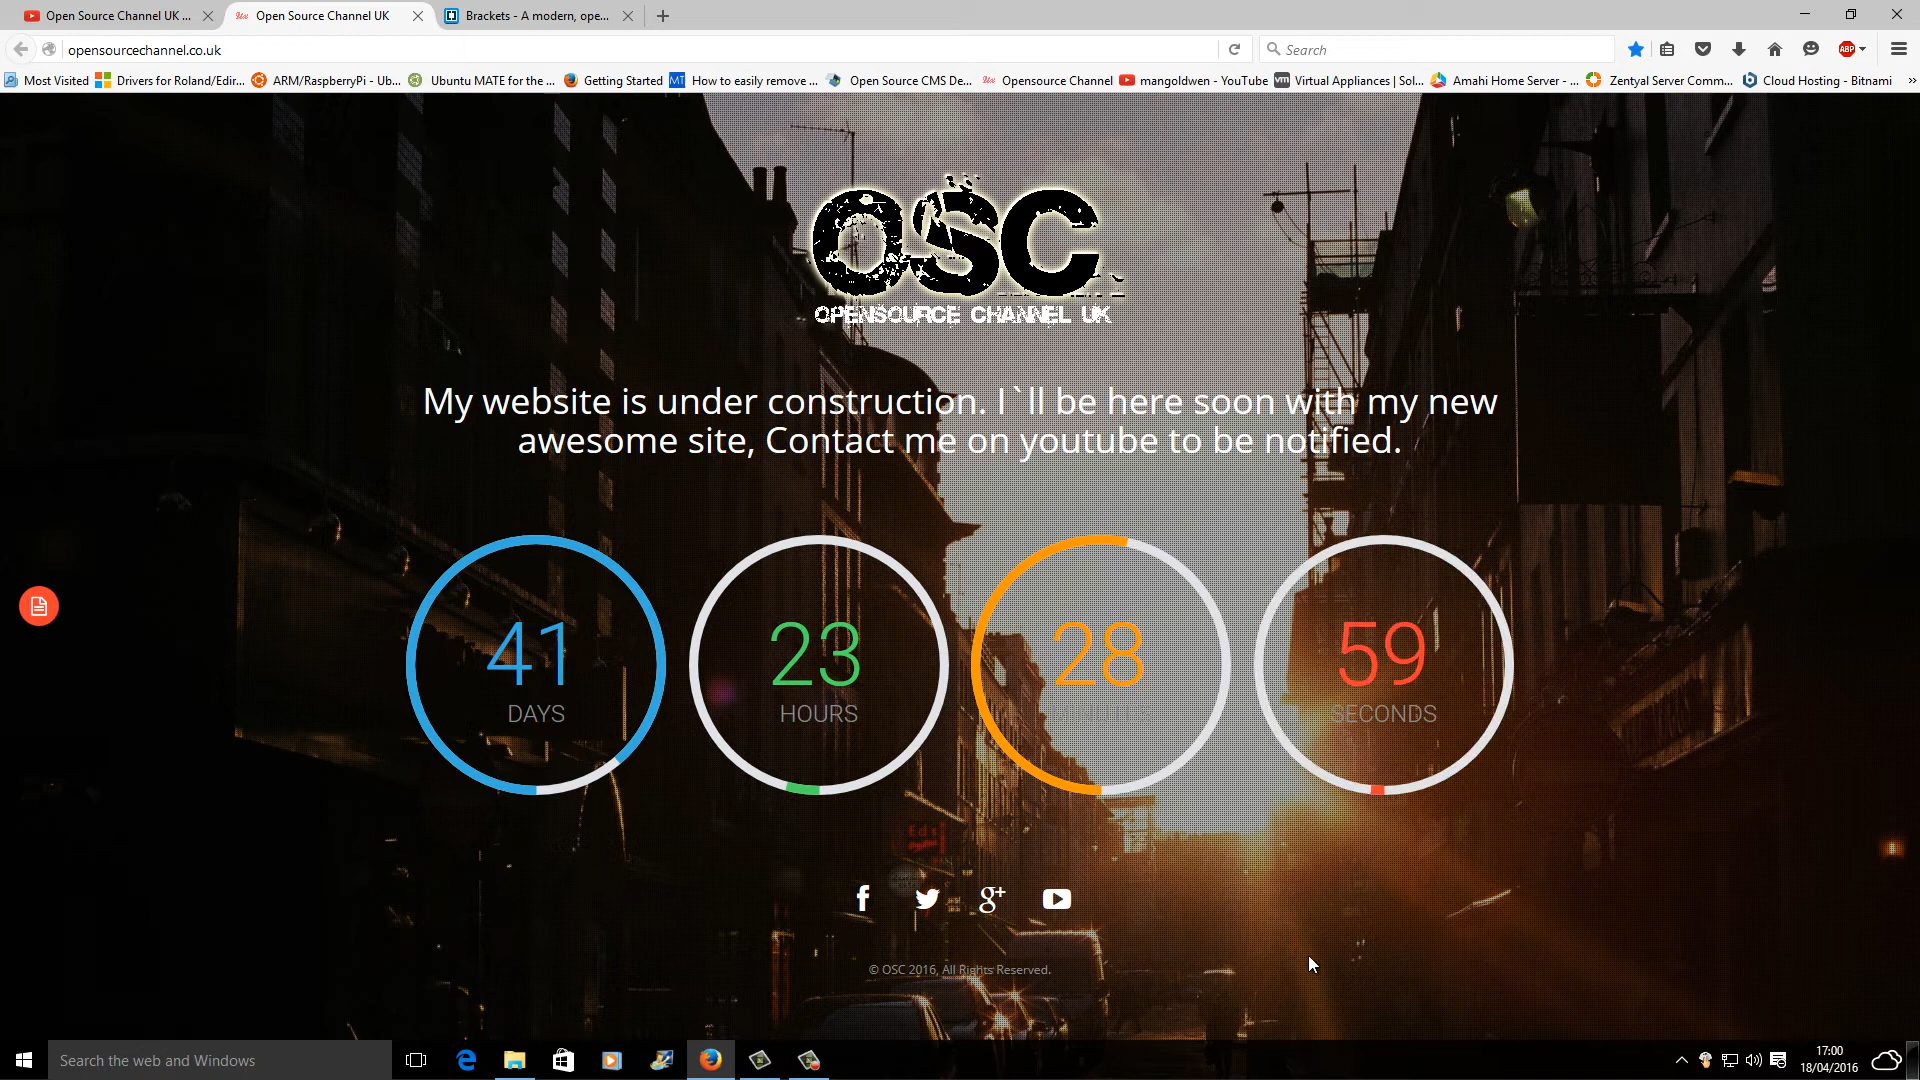 Open Source Channel UK ...
Open Source Channel UK
Brackets - A modern, ope...
opensourcechannel.co.uk
Search
ABP
Most Visited
Drivers for Roland/Edir...
ARM/RaspberryPi - Ub...
Ubuntu MATE for the ...
Getting Started
MT
How to easily remove ...
Open Source CMS De...
Opensource Channel
mangoldwen - YouTube
vm
Virtual Appliances | Sol...
Amahi Home Server - ...
Zentyal Server Comm...
Cloud Hosting - Bitnami
OSC
OPENSOURCE CHANNEL UK
My website is under construction. I`ll be here soon with my new
awesome site, Contact me on youtube to be notified.
41
DAYS
23
HOURS
28
MINUTES
59
SECONDS
© OSC 2016, All Rights Reserved.
Search the web and Windows
17:00
18/04/2016